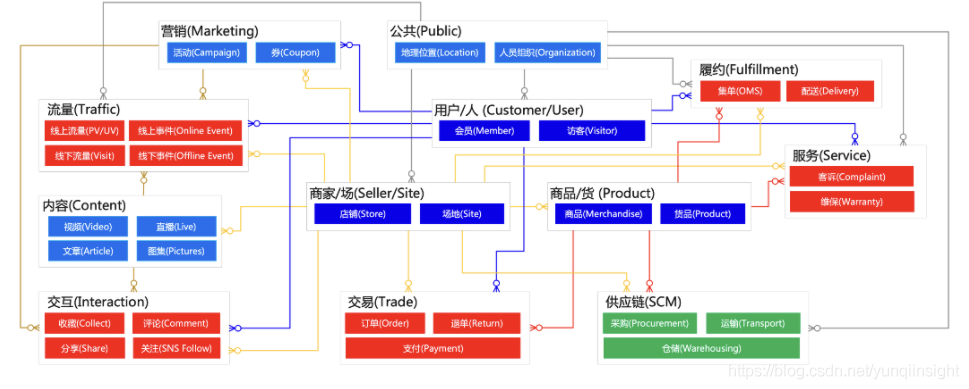 营销(Marketing)
活动(Campaign) 券(Coupon)
公共(Public)
地理位置(Location) 人员组织(Organization)
履约(Fulfillment)
集单(OMS) 配送(Delivery)
流量(Traffic)
线上流量(PV/UV) 线上事件(Online Event)
线下流量(Visit) 线下事件(Offline Event)
用户/人 (Customer/User)
会员(Member) 访客(Visitor)
服务(Service)
客诉(Complaint)
维保(Warranty)
内容(Content)
视频(Video) 直播(Live)
文章(Article) 图集(Pictures)
商家/场(Seller/Site)
店铺(Store) 场地(Site)
商品/货 (Product)
商品(Merchandise) 货品(Product)
交互(Interaction)
收藏(Collect) 评论(Comment)
分享(Share) 关注(SNS Follow)
交易(Trade)
订单(Order) 退单(Return)
支付(Payment)
供应链(SCM)
采购(Procurement) 运输(Transport)
仓储(Warehousing)
https://blog.csdn.net/yunqiinsight